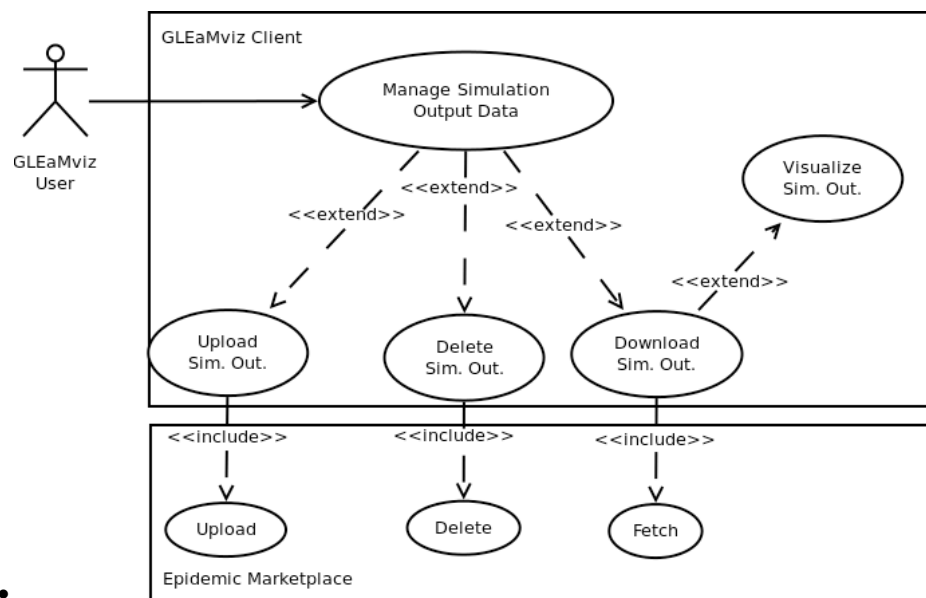 GLEaMviz Client
Manage Simulation
Output Data
GLEaMviz
User
Visualize
Sim. Out.
<<extend>>
<<extend>>
<<extend>>
<<extend>>
Upload
Sim. Out.
Delete
Sim. Out.
Download
Sim. Out.
<<include>>
<<include>>
<<include>>
Upload
Delete
Fetch
Epidemic Marketplace